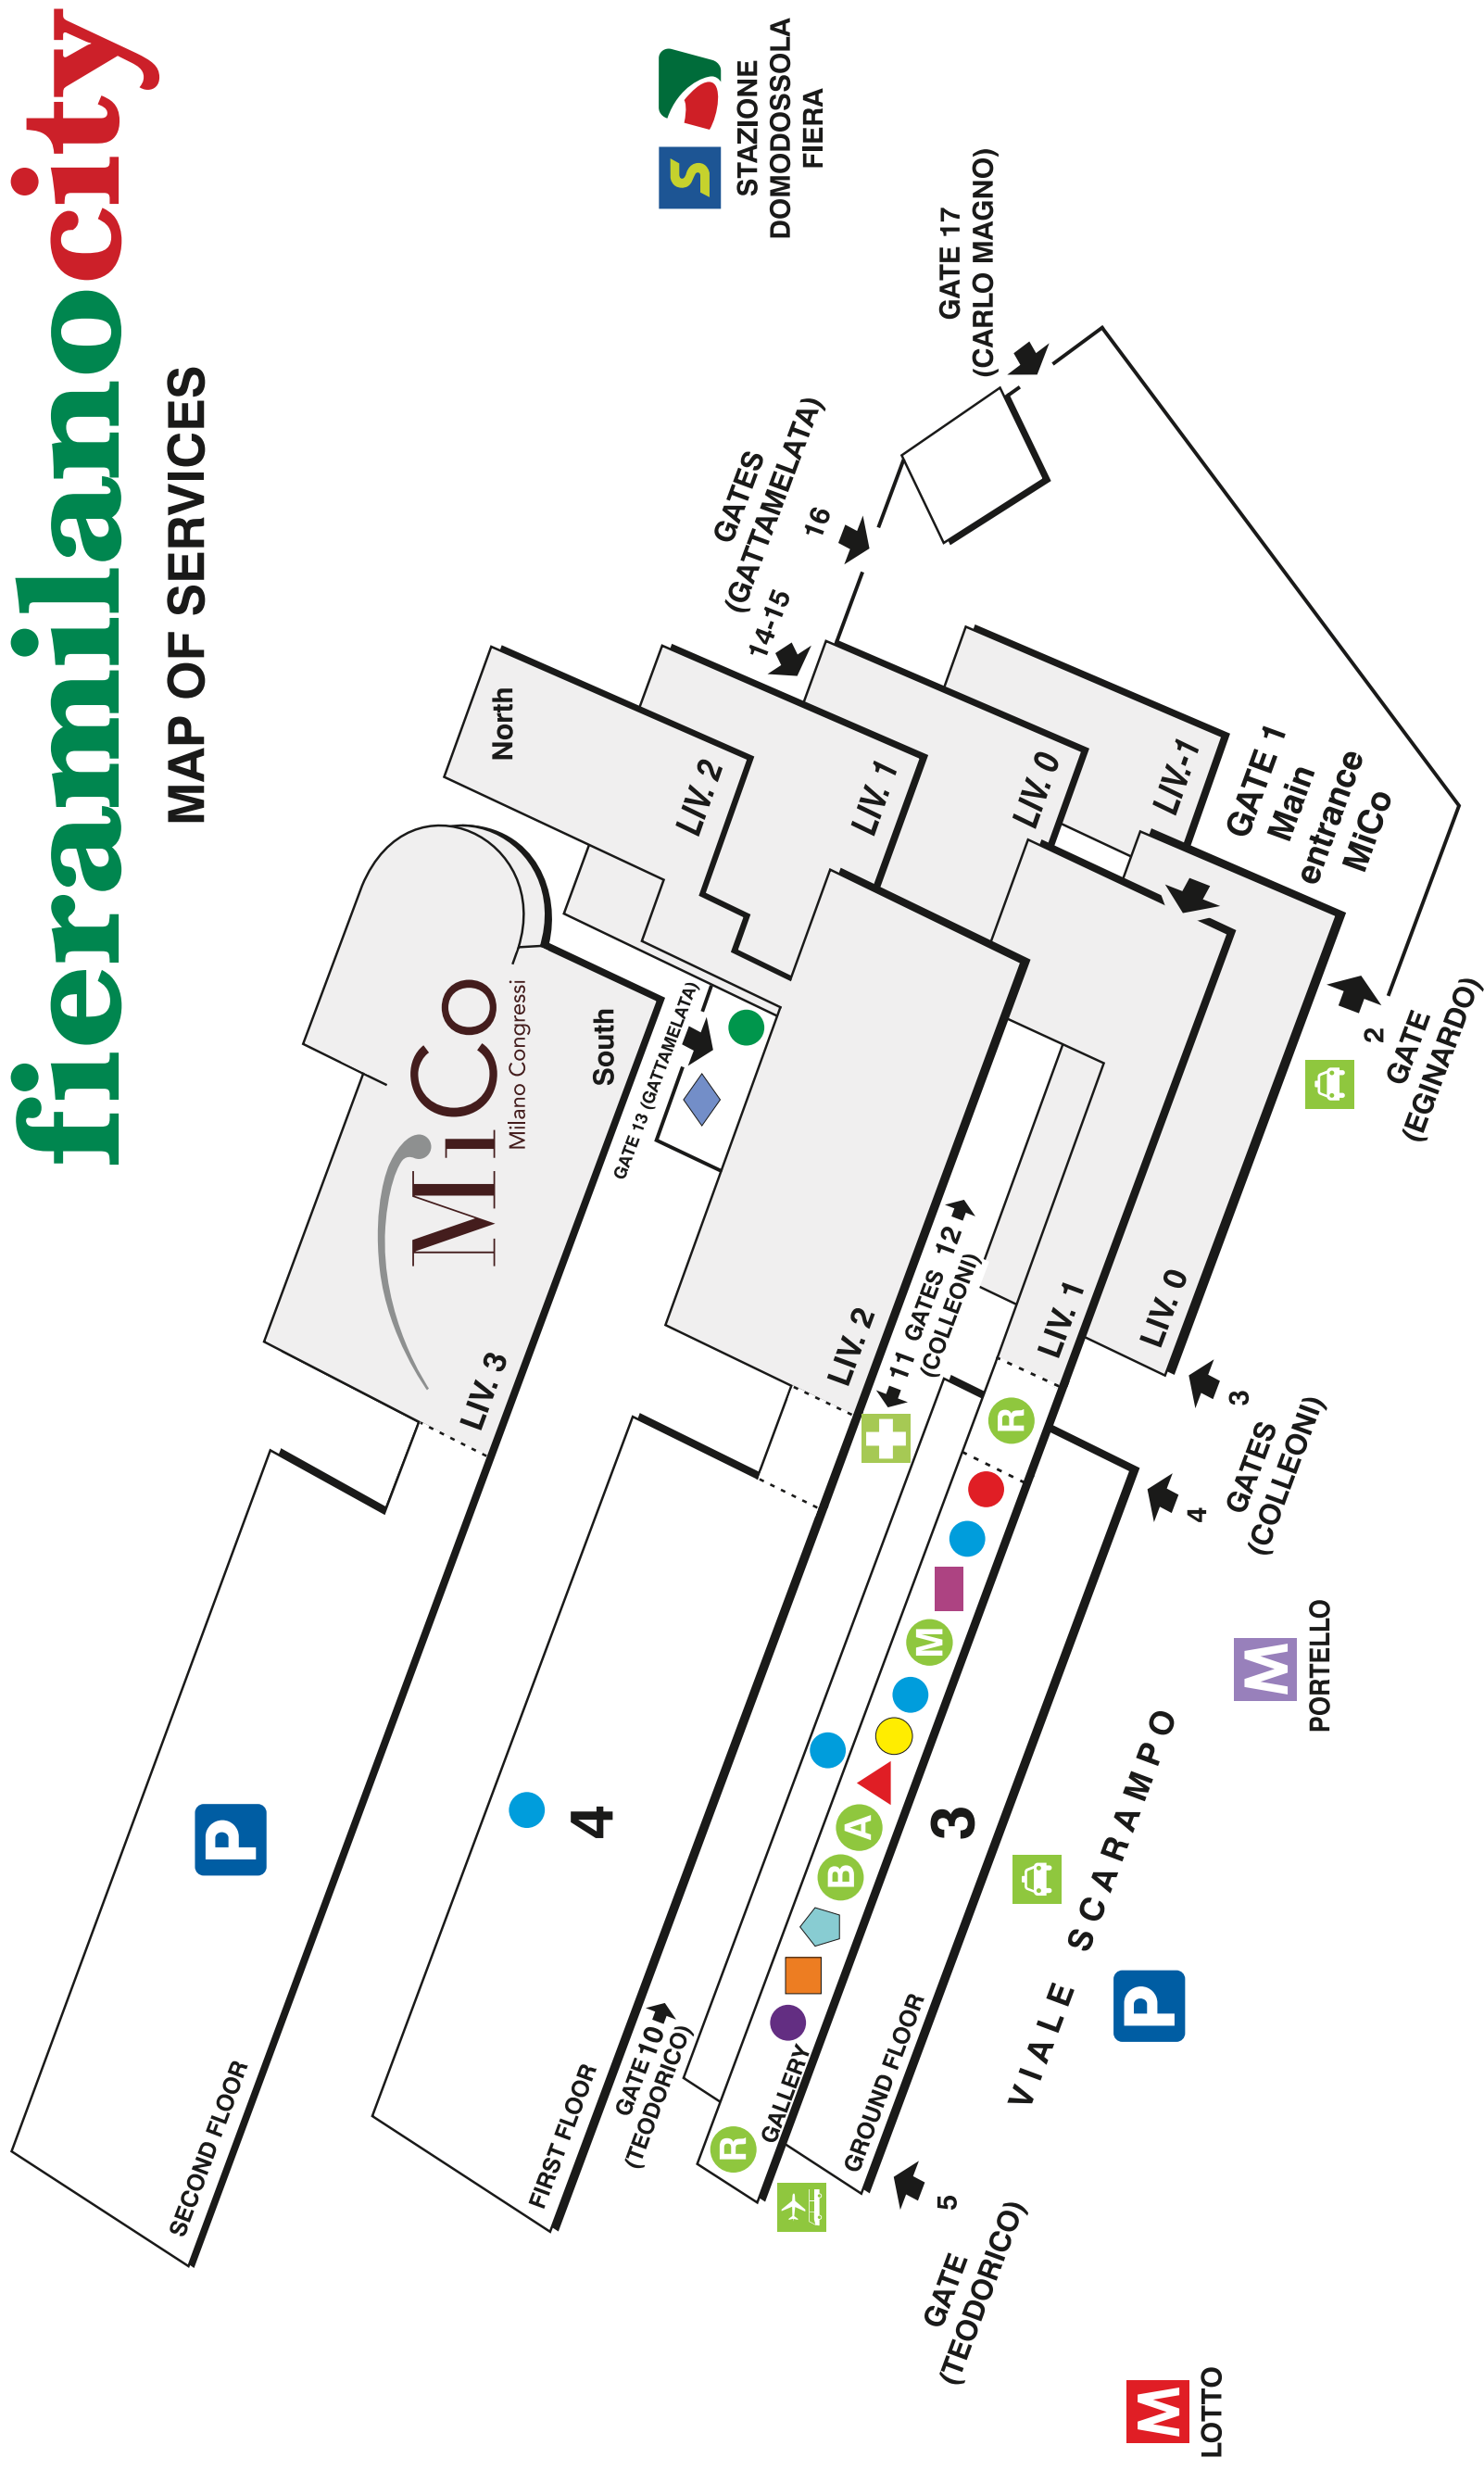 fieramilanocity
MAP OF SERVICES
STAZIONE
DOMODOSSOLA
FIERA
S
GATE 17
(CARLO MAGNO)
GATES
(GATTAMELATA)
14-15
16
North
LIV. 2
LIV. 1
LIV. 0
LIV.-1
GATE 1
Main
entrance
MiCo
MiCo
Milano Congressi
South
LIV. 3
GATE 13 (GATTAMELATA)
LIV. 2
11 GATES 12
(COLLEONI)
LIV. 1
LIV. 0
2
GATE
(EGINARDO)
3
4
GATES
(COLLEONI)
P
SECOND FLOOR
4
FIRST FLOOR
GATE 10
(TEODORICO)
R
GALLERY
B
A
M
R
3
GROUND FLOOR
5
GATE
(TEODORICO)
VIALE SCARAMPO
P
M
PORTELLO
M
LOTTO